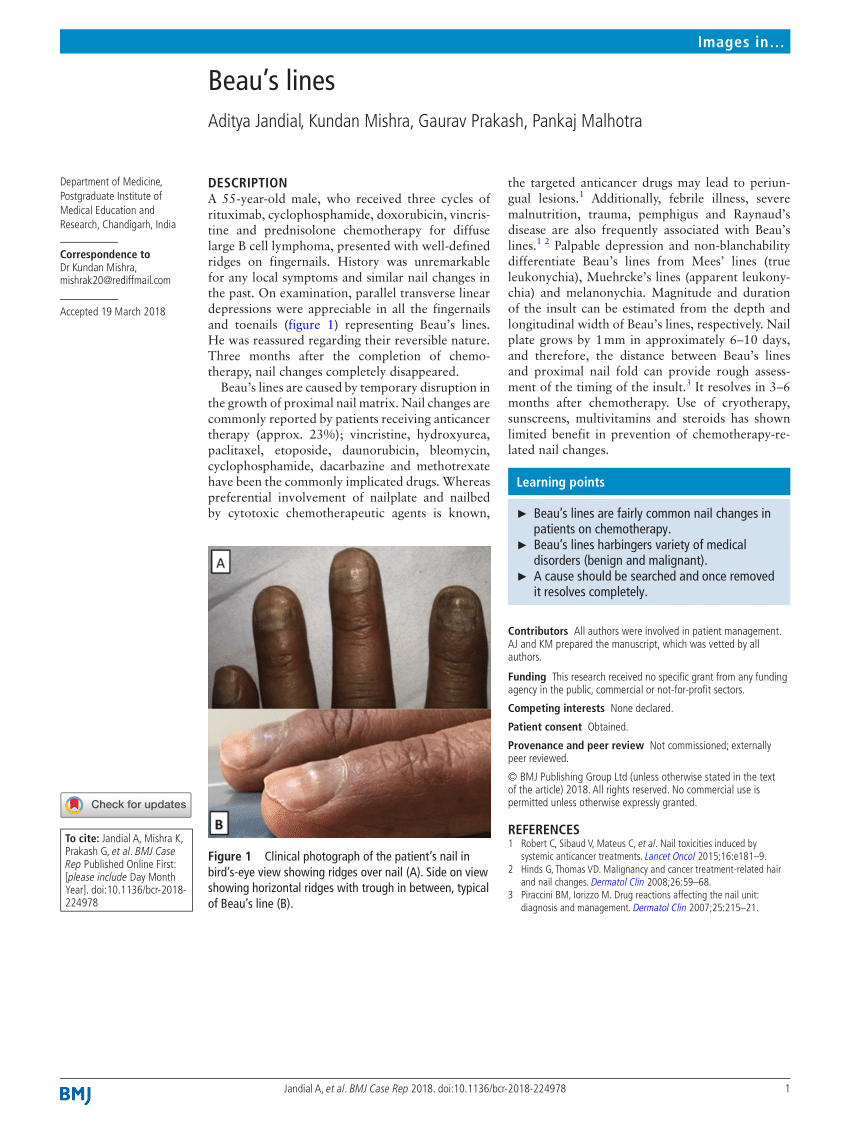 Images in…
Beau's lines
Aditya Jandial, Kundan Mishra, Gaurav Prakash, Pankaj Malhotra
Department of Medicine,
Postgraduate Institute of
Medical Education and
Research, Chandigarh, India
Correspondence to
Dr Kundan Mishra,
mishrak20@rediffmail.com
Accepted 19 March 2018
DESCRIPTION
A 55-year-old male, who received three cycles of
rituximab, cyclophosphamide, doxorubicin, vincris-
tine and prednisolone chemotherapy for diffuse
large B cell lymphoma, presented with well-defined
ridges on fingernails. History was unremarkable
for any local symptoms and similar nail changes in
the past. On examination, parallel transverse linear
depressions were appreciable in all the fingernails
and toenails (figure 1) representing Beau's lines.
He was reassured regarding their reversible nature.
Three months after the completion of chemo-
therapy, nail changes completely disappeared.
Beau's lines are caused by temporary disruption in
the growth of proximal nail matrix. Nail changes are
commonly reported by patients receiving anticancer
therapy (approx. 23%); vincristine, hydroxyurea,
paclitaxel, etoposide, daunorubicin, bleomycin,
cyclophosphamide, dacarbazine and methotrexate
have been the commonly implicated drugs. Whereas
preferential involvement of nailplate and nailbed
by cytotoxic chemotherapeutic agents is known,
the targeted anticancer drugs may lead to periun-
gual lesions.1 Additionally, febrile illness, severe
malnutrition, trauma, pemphigus and Raynaud's
disease are also frequently associated with Beau's
lines.1 2 Palpable depression and non-blanchability
differentiate Beau's lines from Mees' lines (true
leukonychia), Muehrcke's lines (apparent leukony-
chia) and melanonychia. Magnitude and duration
of the insult can be estimated from the depth and
longitudinal width of Beau's lines, respectively. Nail
plate grows by 1 mm in approximately 6–10 days,
and therefore, the distance between Beau's lines
and proximal nail fold can provide rough assess-
ment of the timing of the insult.3 It resolves in 3–6
months after chemotherapy. Use of cryotherapy,
sunscreens, multivitamins and steroids has shown
limited benefit in prevention of chemotherapy-re-
lated nail changes.
Learning points
► Beau's lines are fairly common nail changes in
patients on chemotherapy.
► Beau's lines harbingers variety of medical
disorders (benign and malignant).
► A cause should be searched and once removed
it resolves completely.
A
B
Figure 1 Clinical photograph of the patient's nail in
bird's-eye view showing ridges over nail (A). Side on view
showing horizontal ridges with trough in between, typical
of Beau's line (B).
Contributors All authors were involved in patient management.
AJ and KM prepared the manuscript, which was vetted by all
authors.
Funding This research received no specific grant from any funding
agency in the public, commercial or not-for-profit sectors.
Competing interests None declared.
Patient consent Obtained.
Provenance and peer review Not commissioned; externally
peer reviewed.
© BMJ Publishing Group Ltd (unless otherwise stated in the text
of the article) 2018. All rights reserved. No commercial use is
permitted unless otherwise expressly granted.
REFERENCES
1 Robert C, Sibaud V, Mateus C, et al. Nail toxicities induced by
systemic anticancer treatments. Lancet Oncol 2015;16:e181–9.
2 Hinds G, Thomas VD. Malignancy and cancer treatment-related hair
and nail changes. Dermatol Clin 2008;26:59–68.
3 Piraccini BM, Iorizzo M. Drug reactions affecting the nail unit:
diagnosis and management. Dermatol Clin 2007;25:215–21.
Check for updates
To cite: Jandial A, Mishra K,
Prakash G, et al. BMJ Case
Rep Published Online First:
[please include Day Month
Year]. doi:10.1136/bcr-2018-
224978
BMJ
Jandial A, et al. BMJ Case Rep 2018. doi:10.1136/bcr-2018-224978
1